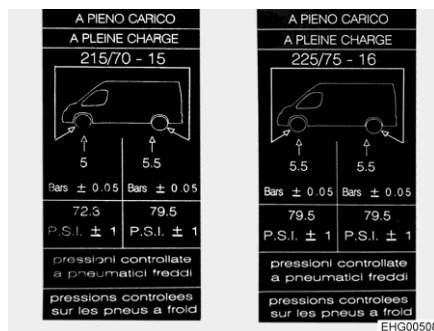 A PIENO CARICO
A PLEINE CHARGE
215/70 - 15
5 5.5
Bars ± 0.05 Bars ± 0.05
72.3 79.5
P.S.I. ± 1 P.S.I. ± 1
pressioni controllate
a pneumatici freddi
pressions controlees
sur les pneus a froid
A PIENO CARICO
A PLEINE CHARGE
225/75 - 16
5.5 5.5
Bars ± 0.05 Bars ± 0.05
79.5 79.5
P.S.I. ± 1 P.S.I. ± 1
pressioni controllate
a pneumatici freddi
pressions controlees
sur les pneus a froid